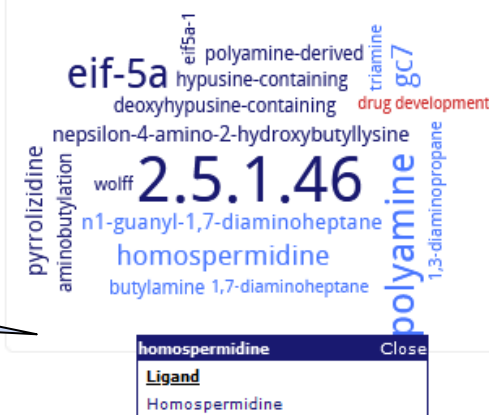 eif5a-1
polyamine-derived
triamine
gc7
eif-5a
hypusine-containing
deoxyhypusine-containing
drug development
nepsilon-4-amino-2-hydroxybutyllysine
pyrrolizidine
aminobutylation
wolff
2.5.1.46
polyamine
1,3-diaminopropane
n1-guanyl-1,7-diaminoheptane
homospermidine
butylamine
1,7-diaminoheptane
homospermidine Close
Ligand
Homospermidine